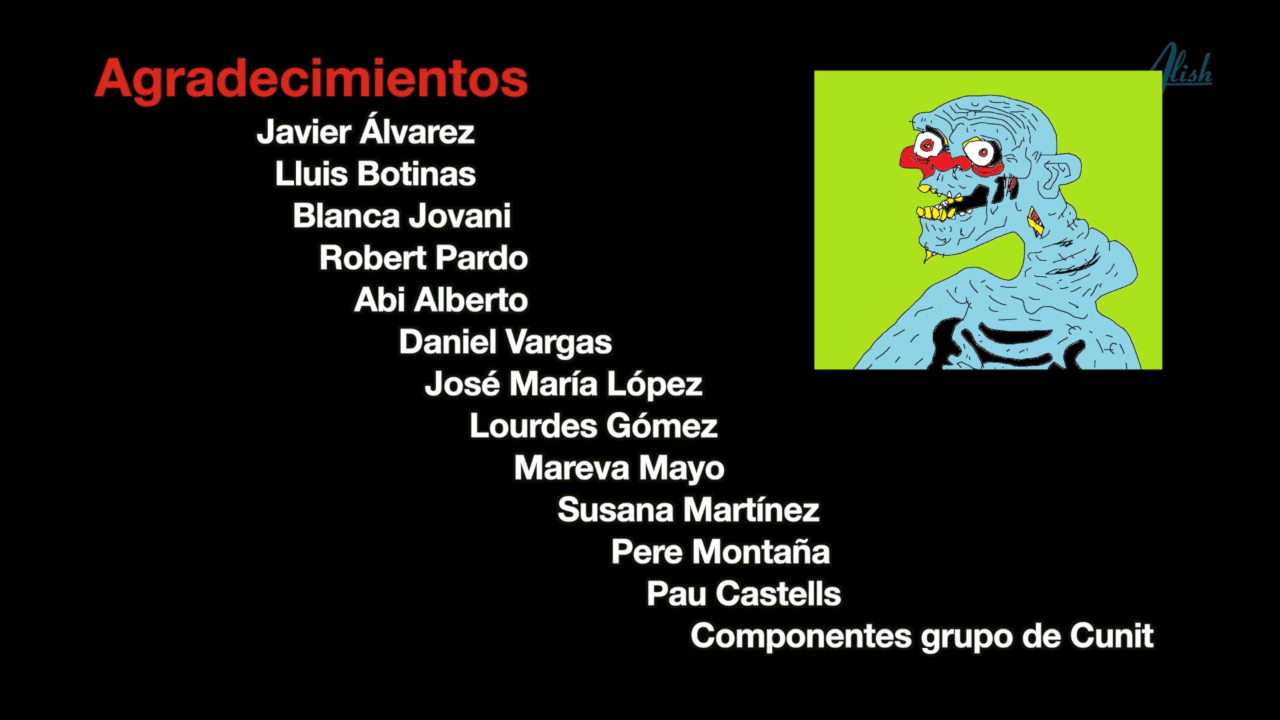 Agradecimientos
Javier Álvarez
Lluis Botinas
Blanca Jovani
Robert Pardo
Abi Alberto
Daniel Vargas
José María López
Lourdes Gómez
Mareva Mayo
Susana Martínez
Pere Montaña
Pau Castells
Componentes grupo de Cunit
Alish